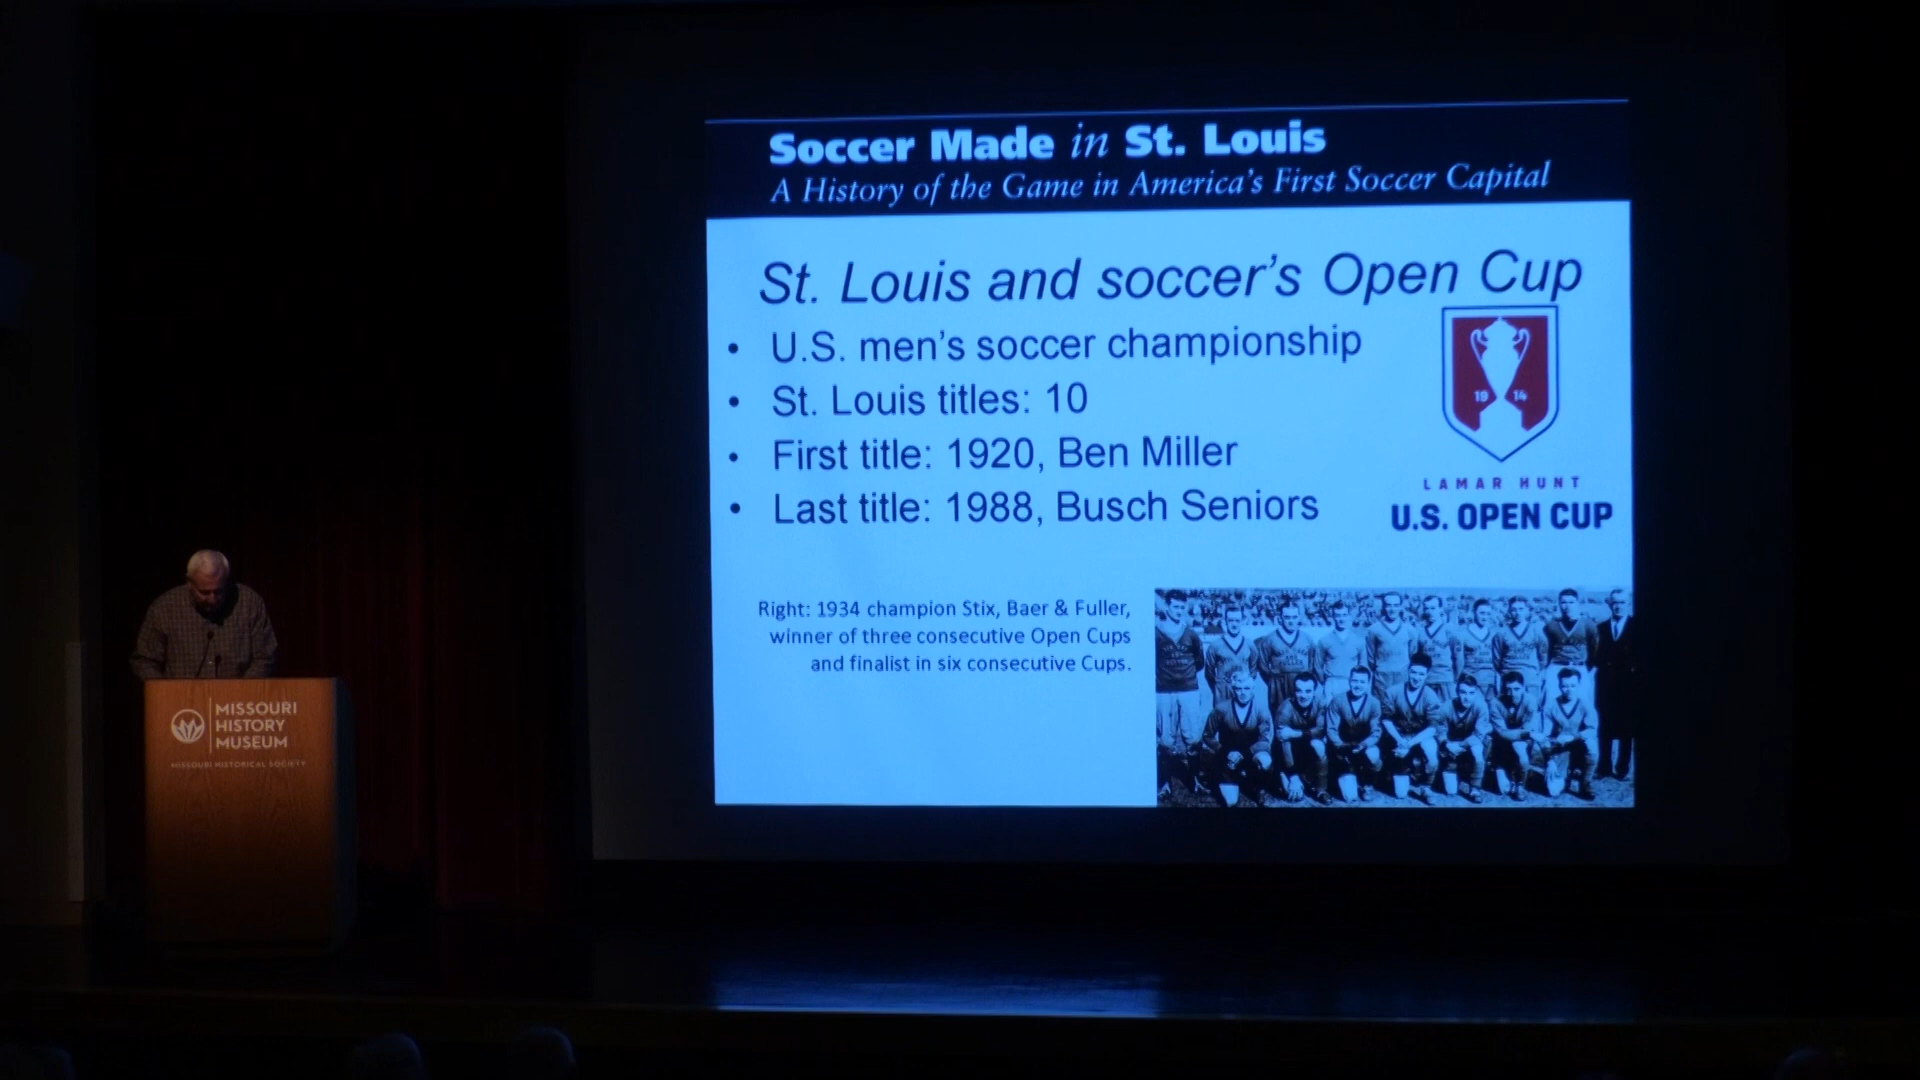 Soccer Made in St. Louis
A History of the Game in America's First Soccer Capital
St. Louis and soccer's Open Cup
• U.S. men's soccer championship
• St. Louis titles: 10
• First title: 1920, Ben Miller
• Last title: 1988, Busch Seniors
19 14
LAMAR HUNT
U.S. OPEN CUP
Right: 1934 champion Stix, Baer & Fuller,
winner of three consecutive Open Cups
and finalist in six consecutive Cups.
MISSOURI
HISTORY
MUSEUM
MISSOURI HISTORICAL SOCIETY